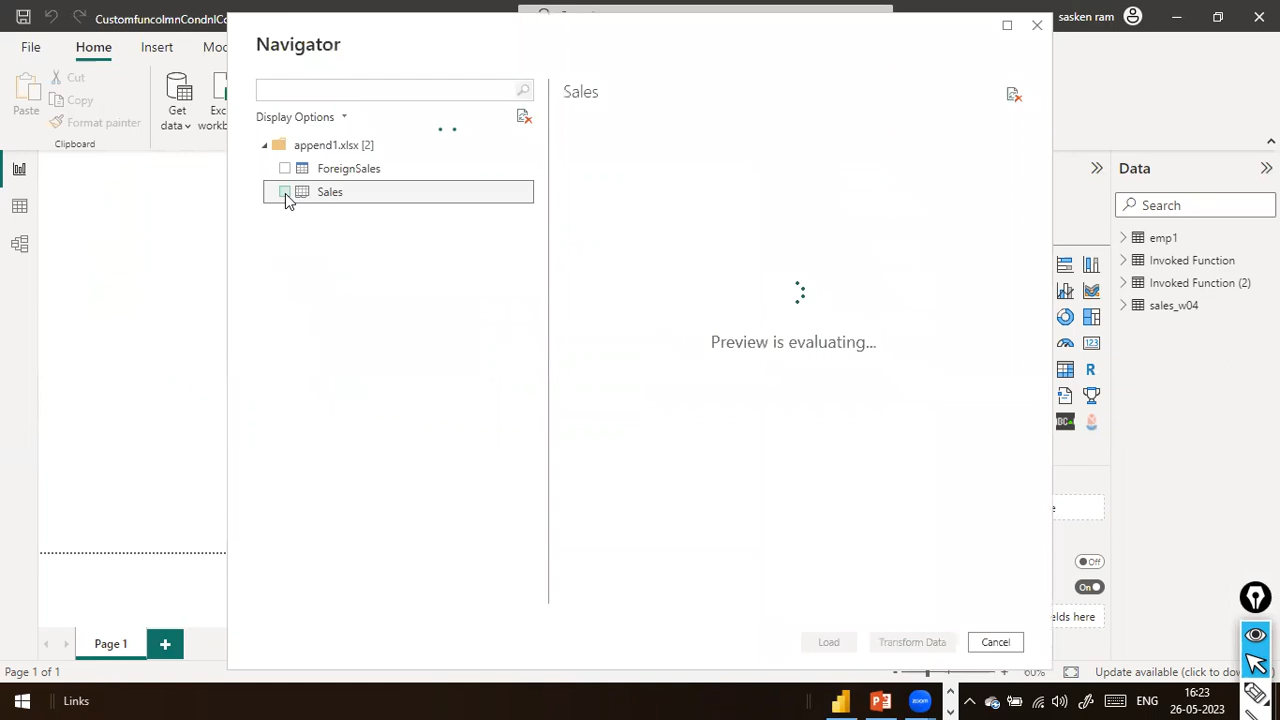 CustomfuncolmnCondnlCo
sasken ram
File
Home
Insert
Mod
Paste
Cut
Copy
Format painter
Clipboard
Get
data
Exc
workb
Navigator
Display Options
append1.xlsx [2]
ForeignSales
Sales
Sales
Preview is evaluating...
Load
Transform Data
Cancel
Data
Search
emp1
Invoked Function
Invoked Function (2)
sales_w04
123
R
Off
On
elds here
Page 1
Page 1 of 1
60%
Update available (click to dow
Links
zoom
ENG
16:23
26-05-2023